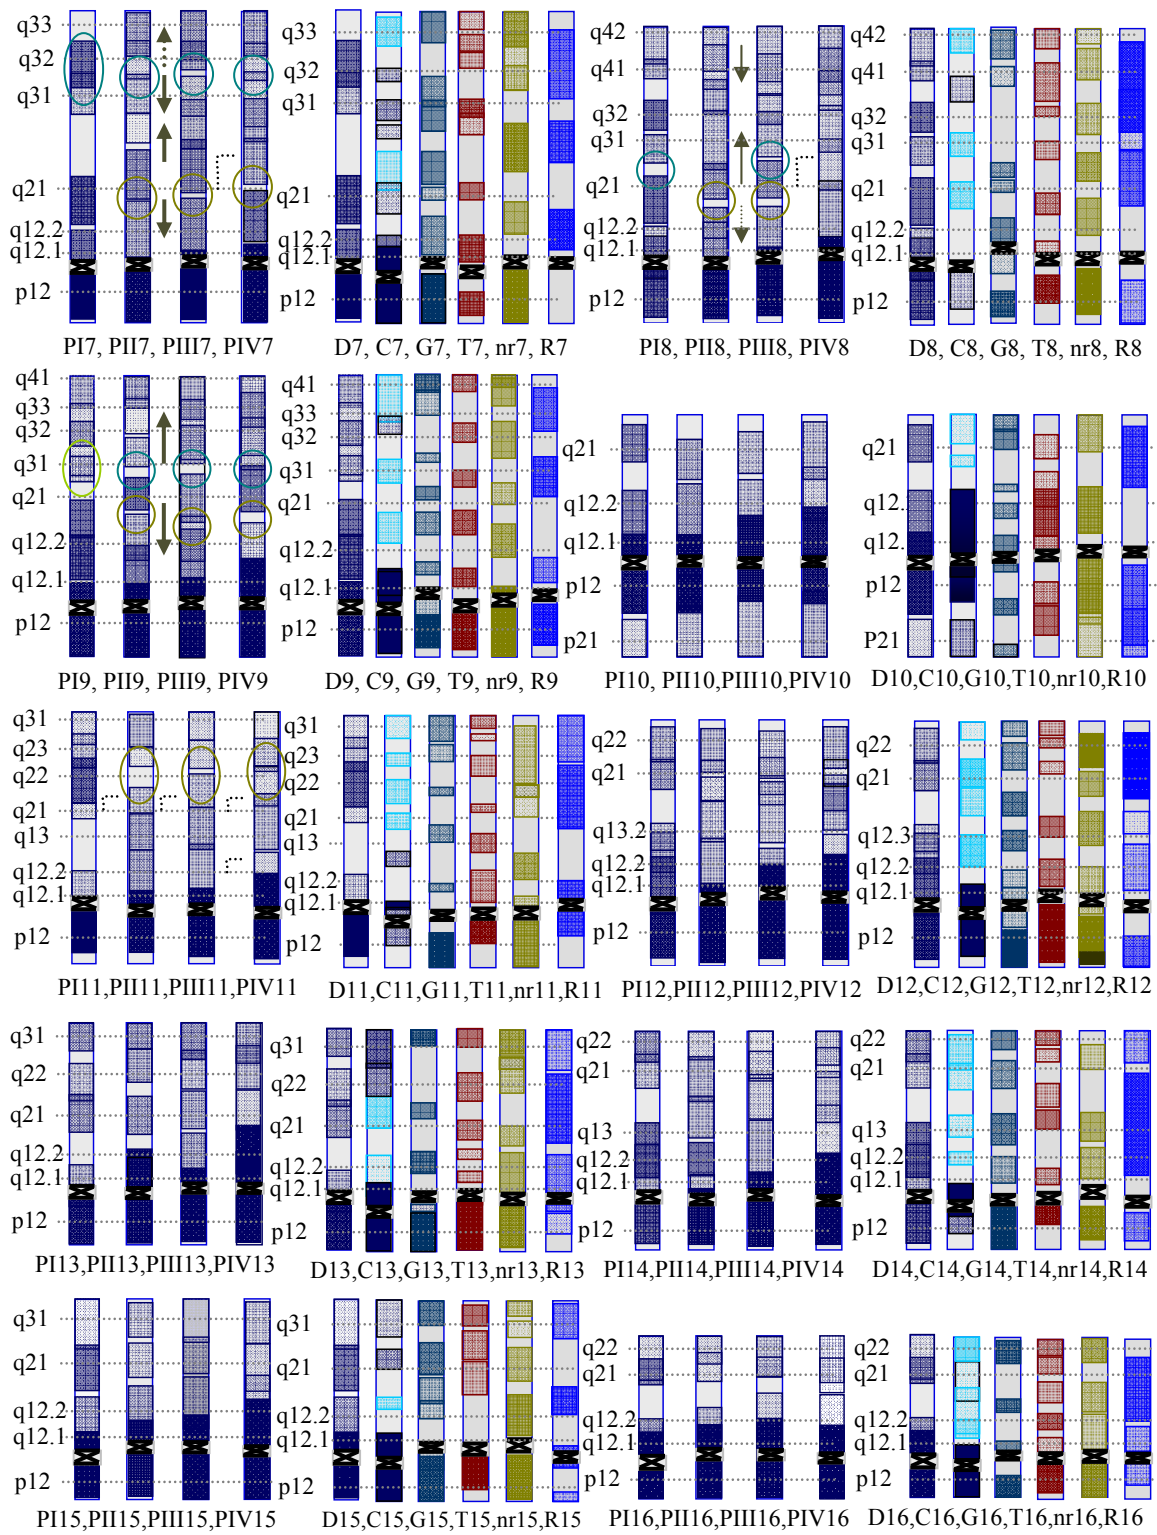 q33
q32
q31
q21
q12.2
q12.1
p12
PI7, PII7, PIII7, PIV7
q33
q32
q31
q21
q12.2
q12.1
p12
D7, C7, G7, T7, nr7, R7
q42
q41
q32
q31
q21
q12.2
q12.1
p12
PI8, PII8, PIII8, PIV8
q42
q41
q32
q31
q21
q12.2
q12.1
p12
D8, C8, G8, T8, nr8, R8
q41
q33
q32
q31
q21
q12.2
q12.1
p12
PI9, PII9, PIII9, PIV9
q41
q33
q32
q31
q21
q12.2
q12.1
p12
D9, C9, G9, T9, nr9, R9
q21
q12.2
q12.1
p12
p21
PI10, PII10,PIII10,PIV10
q21
q12.
q12.
p12
P21
D10,C10,G10,T10,nr10,R10
q31
q23
q22
q21
q13
q12.2
q12.1
p12
PI11,PII11,PIII11,PIV11
q31
q23
q22
q21
q13
q12.2
q12.1
p12
D11,C11,G11,T11,nr11,R11
q22
q21
q13.2
q12.2
q12.1
p12
PI12,PII12,PIII12,PIV12
q22
q21
q12.3
q12.2
q12.1
p12
D12,C12,G12,T12,nr12,R12
q31
q22
q21
q12.2
q12.1
p12
PI13,PII13,PIII13,PIV13
q31
q22
q21
q12.2
q12.1
p12
D13,C13,G13,T13,nr13,R13
q22
q21
q13
q12.2
q12.1
p12
PI14,PII14,PIII14,PIV14
q22
q21
q13
q12.2
q12.1
p12
D14,C14,G14,T14,nr14,R14
q31
q21
q12.2
q12.1
p12
PI15,PII15,PIII15,PIV15
q31
q21
q12.2
q12.1
p12
D15,C15,G15,T15,nr15,R15
q22
q21
q12.2
q12.1
p12
PI16,PII16,PIII16,PIV16
q22
q21
q12.2
q12.1
p12
D16,C16,G16,T16,nr16,R16